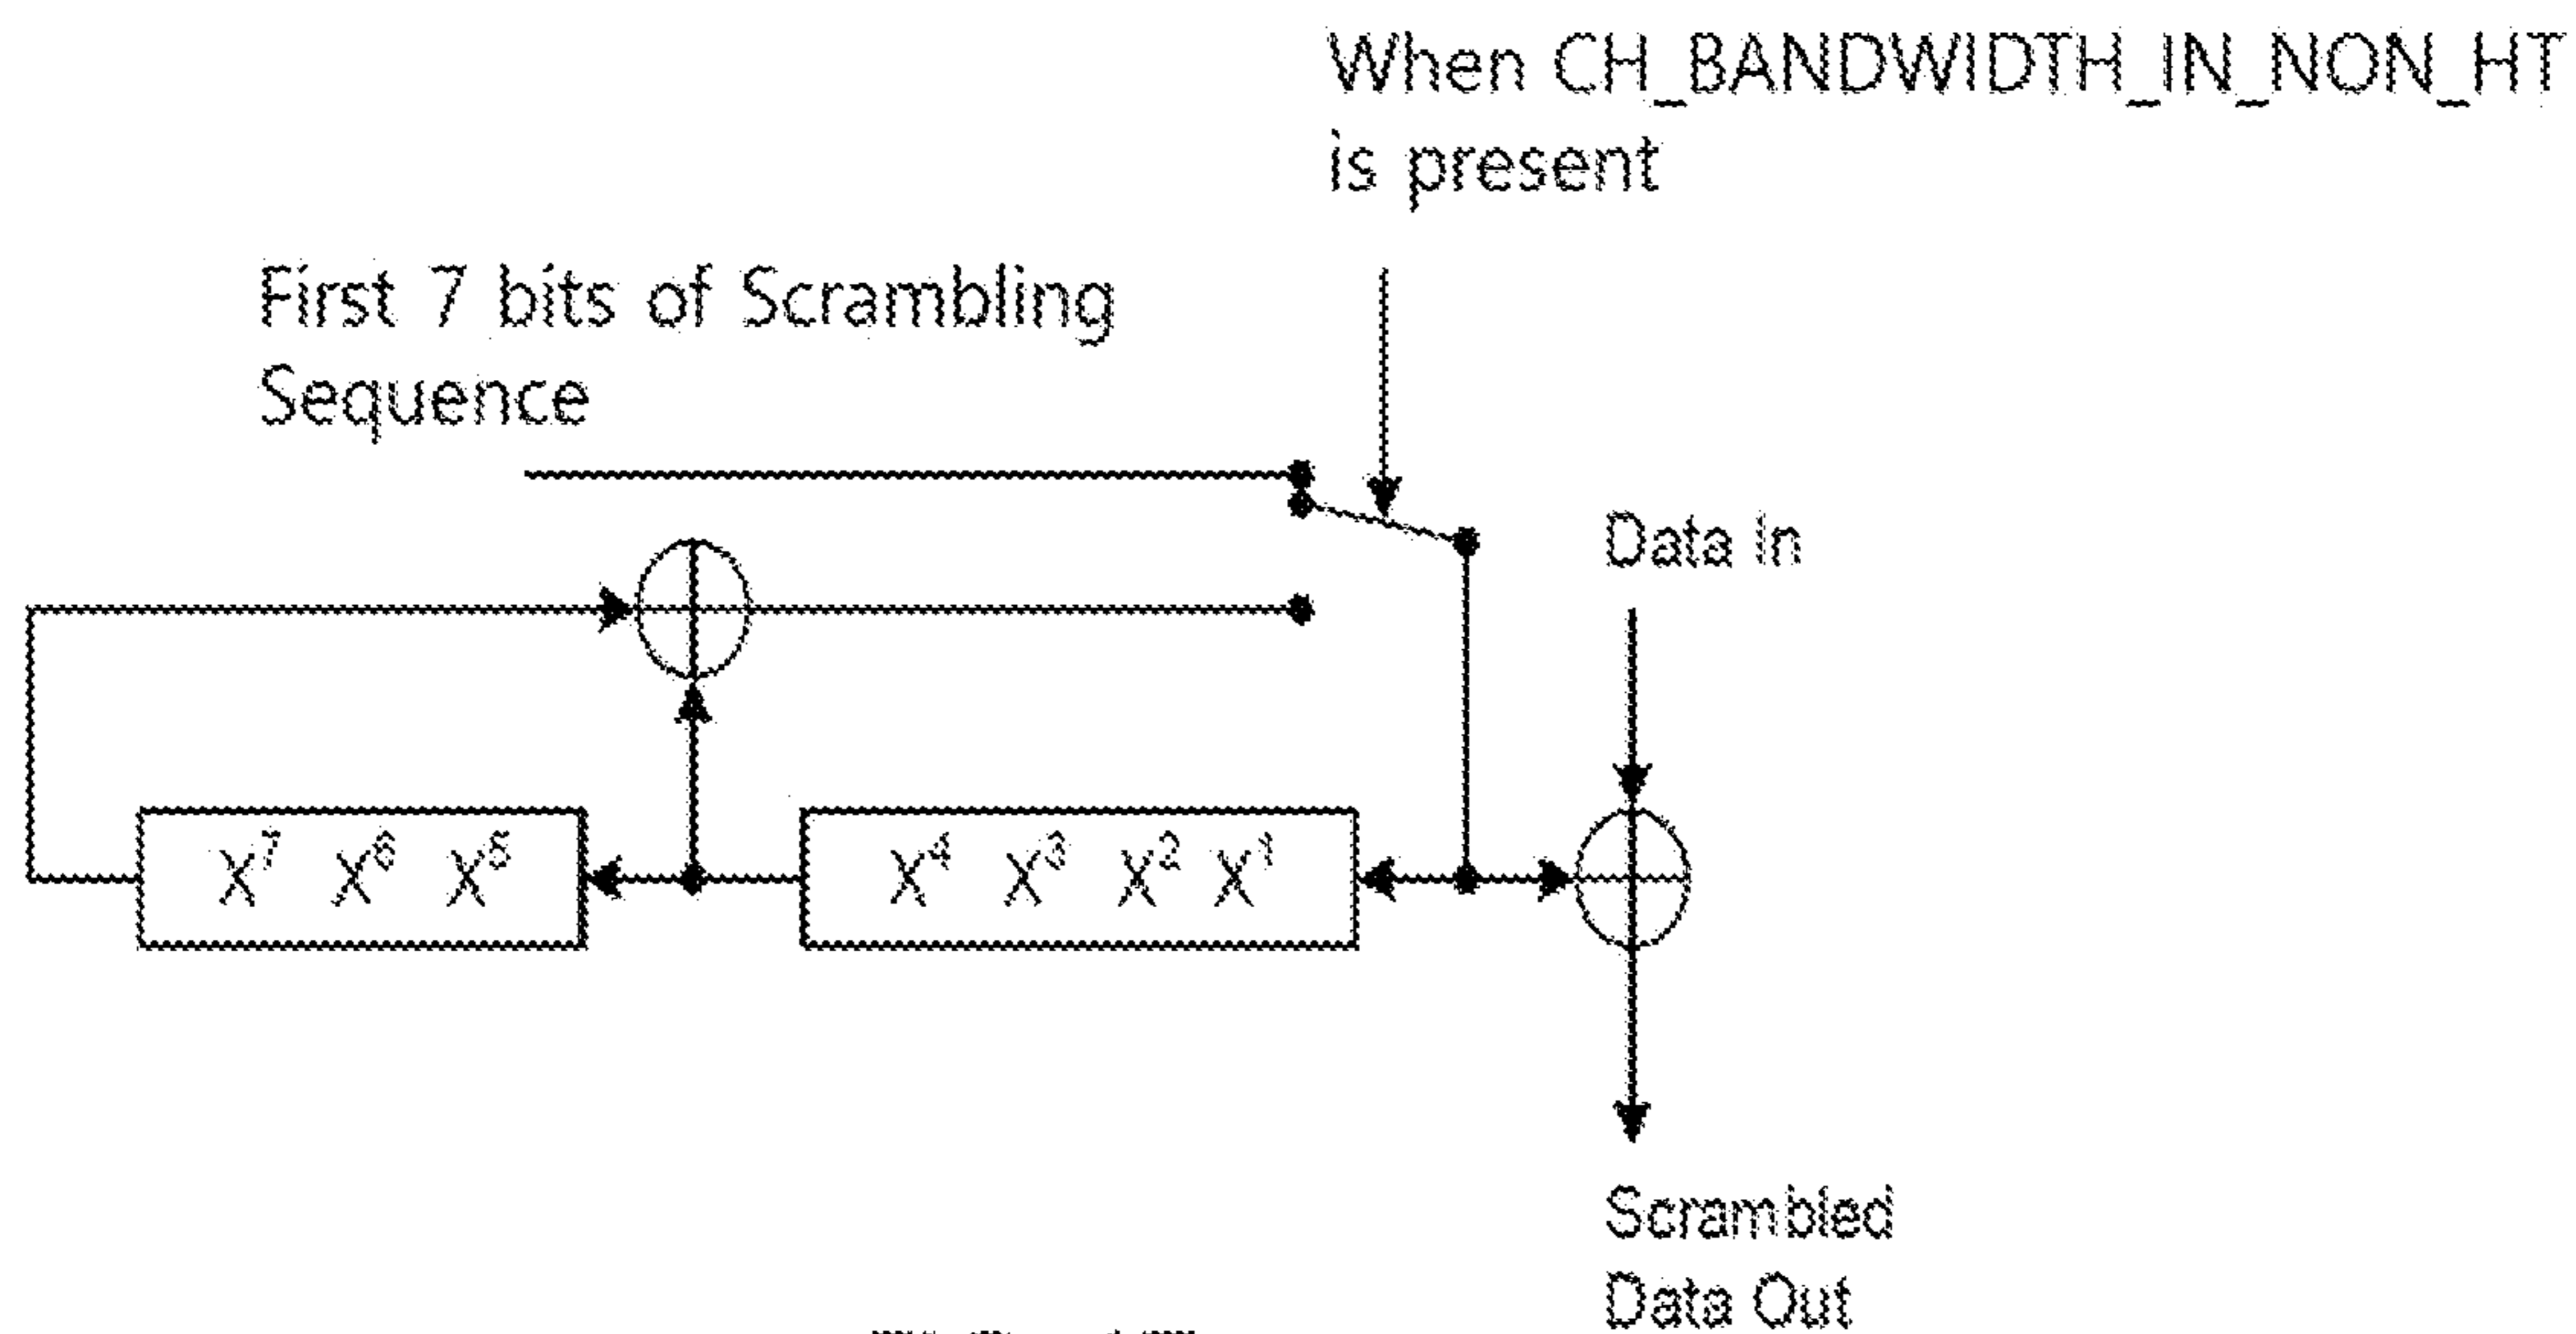 When CH_BANDWIDTH_IN_NON_HT
is present
First 7 bits of Scrambling
Sequence
Data In
X⁷ X⁶ X⁵
X⁴ X³ X² X¹
Scrambled
Data Out